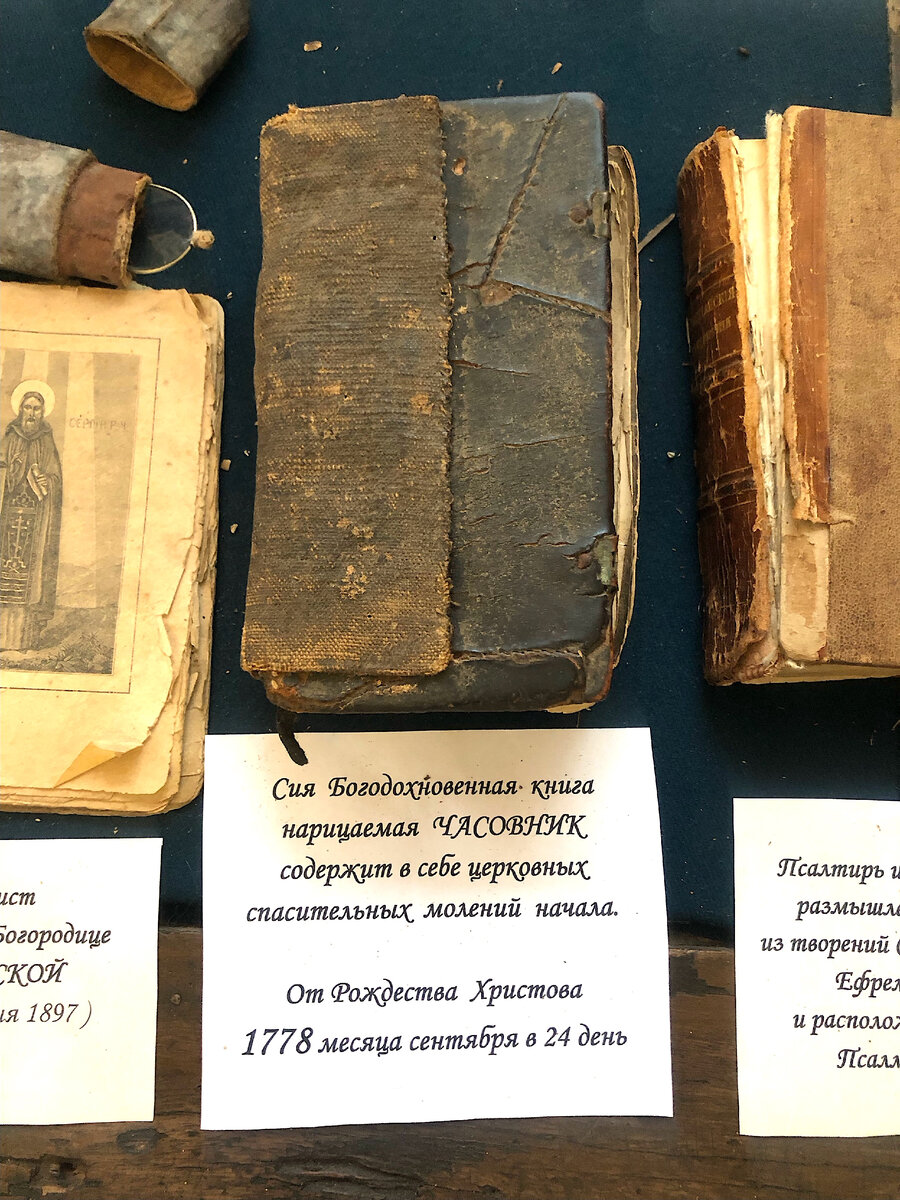 Сия Богодохновенная книга
нарицаемая ЧАСОВНИК
содержит в себе церковных
спасительных молений начала.
От Рождества Христова
1778 месяца сентября в 24 день
ист
Богородице
СКОЙ
ия 1897 )
Псалтирь и
размышле
из творений (
Ефрем
и располож
Псалм